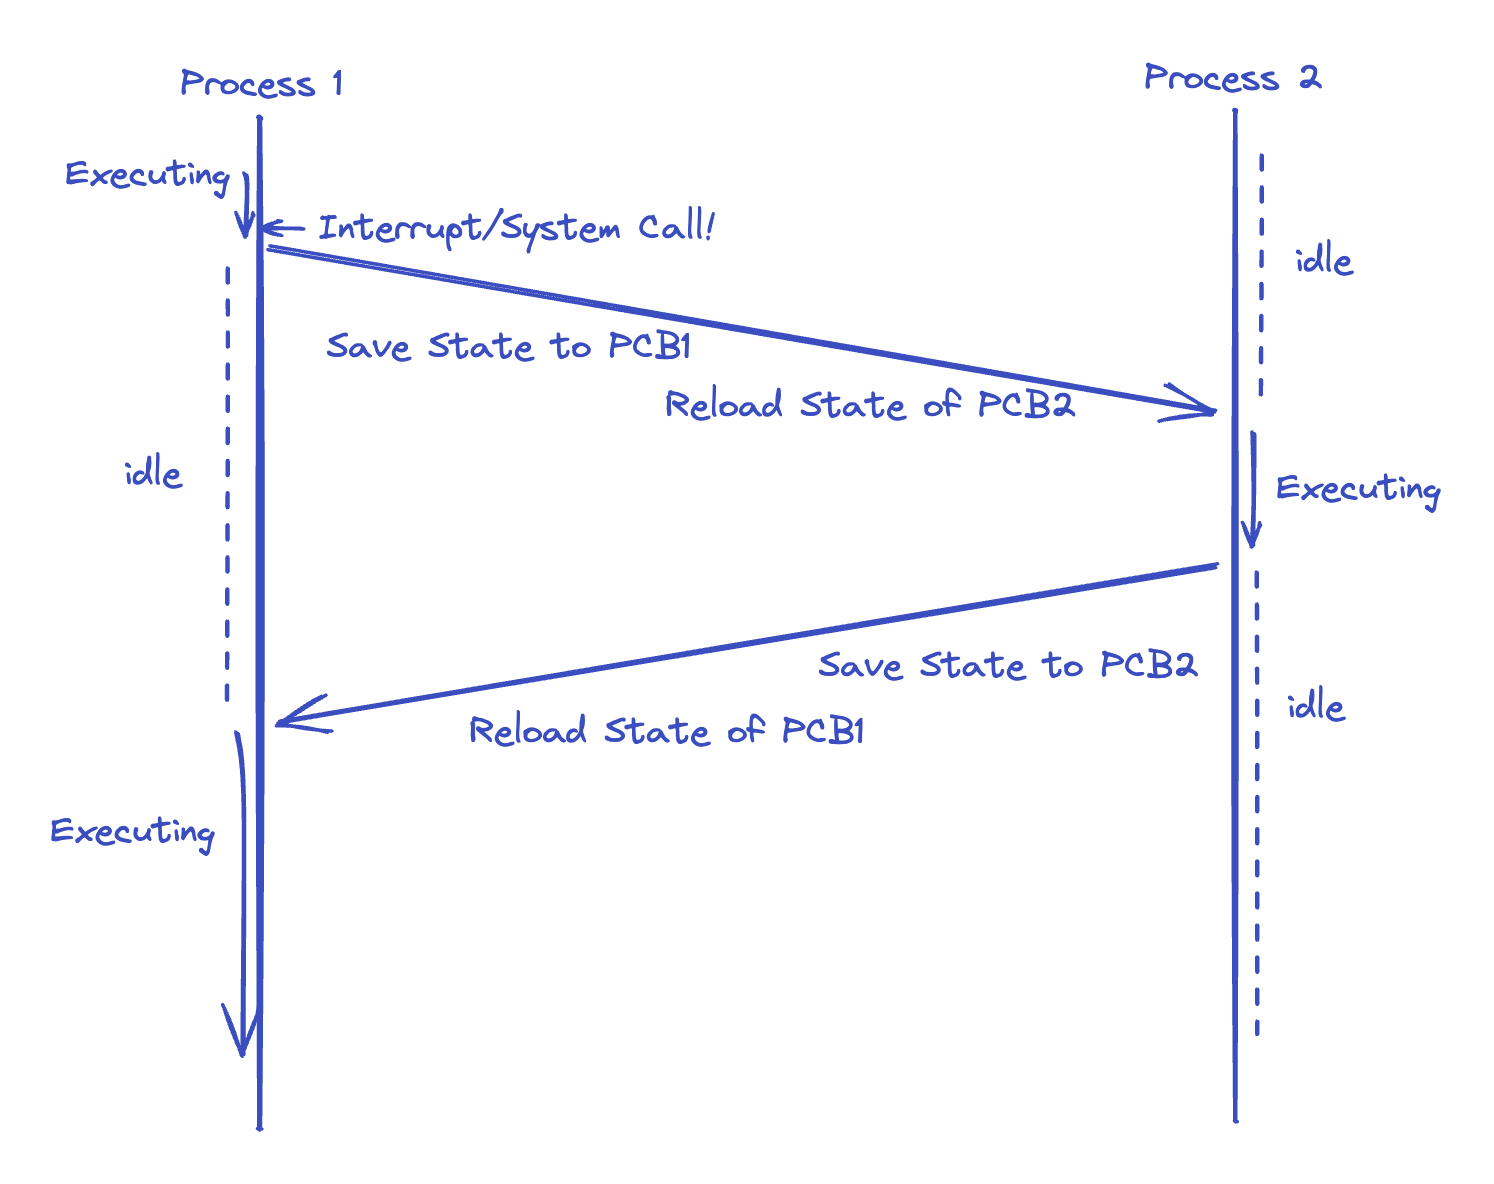 Process 1
Process 2
Executing
Interrupt/System Call!
idle
Save State to PCB1
Reload State of PCB2
idle
Executing
Save State to PCB2
idle
Reload State of PCB1
Executing